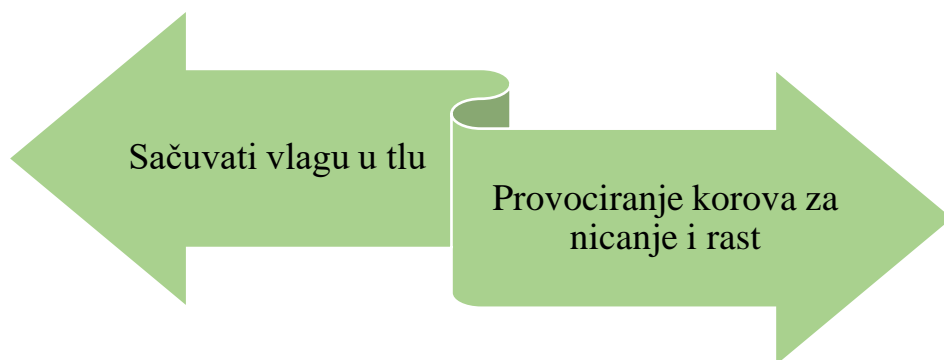 Sačuvati vlagu u tlu
Provociranje korova za
nicanje i rast